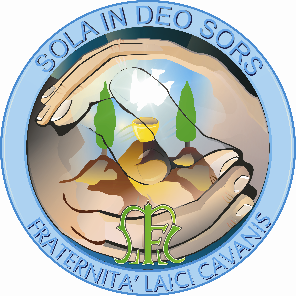 SOLA IN DEO SORS
FRATERNITA' LAICI CAVANIS